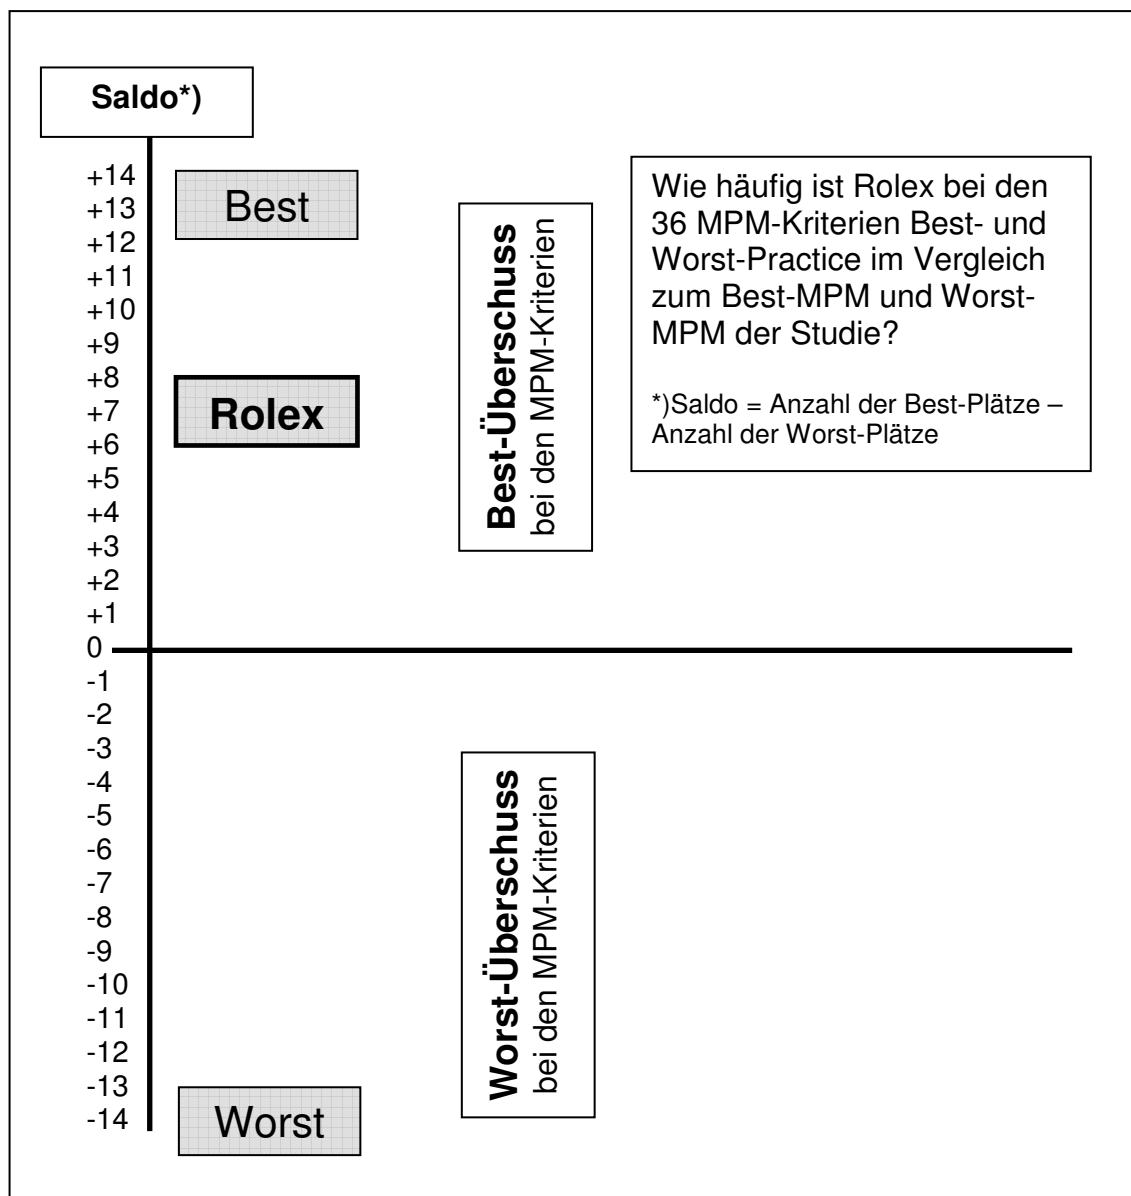 Saldo*)
+14
+13
+12
+11
+10
+9
+8
+7
+6
+5
+4
+3
+2
+1
0
-1
-2
-3
-4
-5
-6
-7
-8
-9
-10
-11
-12
-13
-14
Best
Rolex
Worst
Best-Überschuss
bei den MPM-Kriterien
Worst-Überschuss
bei den MPM-Kriterien
Wie häufig ist Rolex bei den
36 MPM-Kriterien Best- und
Worst-Practice im Vergleich
zum Best-MPM und Worst-
MPM der Studie?
*)Saldo = Anzahl der Best-Plätze –
Anzahl der Worst-Plätze